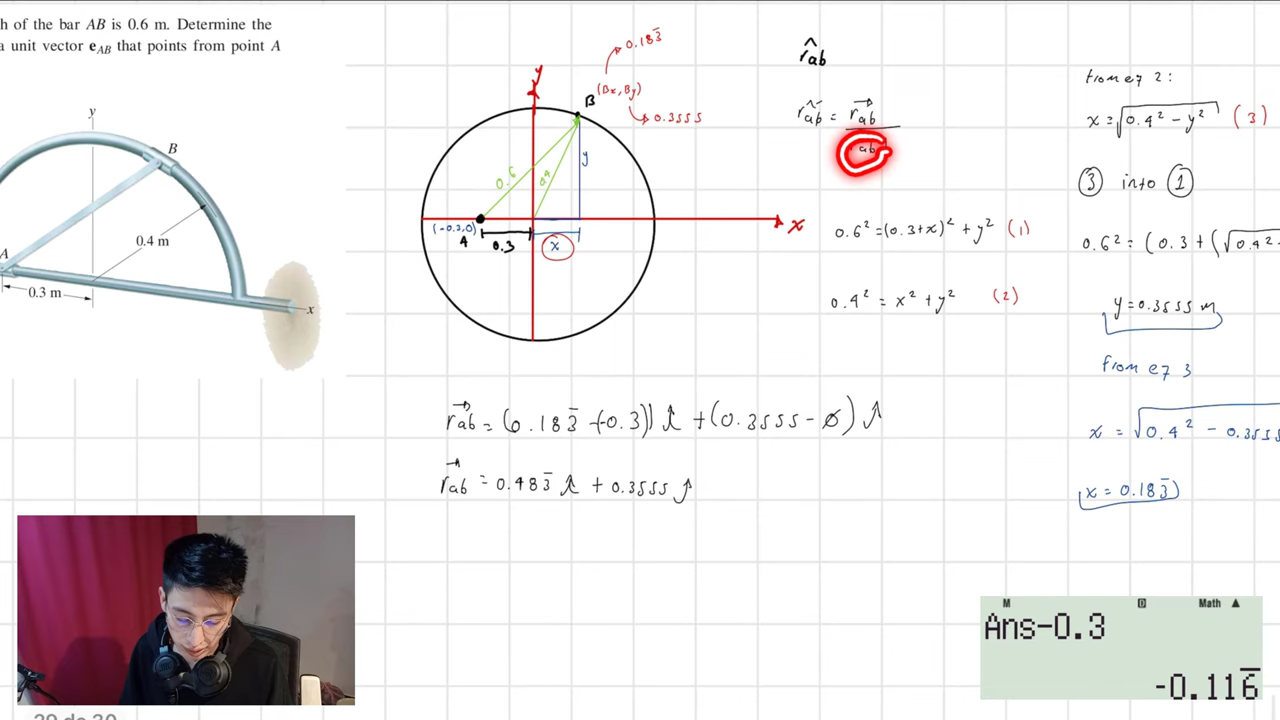 h of the bar AB is 0.6 m. Determine the
a unit vector e_AB that points from point A
y
B
0.4 m
A
0.3 m
x
y
0.183̅
B (Bx, By)
0.3555
0.6
0.4
y
(-0.3,0)
A
0.3
x
x
r̂ab
r̂ab = r⃗ab
ab
0.6² = (0.3+x)² + y² (1)
0.4² = x² + y² (2)
from eq 2:
x = √0.4² - y² (3)
③ into ①
0.6² = (0.3 + (√0.4² -
y = 0.3555 m
From eq 3
x = √0.4² - 0.3555
x = 0.183̅
r⃗ab = (0.183̅ -(-0.3)) î + (0.3555 - 0) ĵ
r⃗ab = 0.483̅ î + 0.3555 ĵ
M D Math ▲
Ans-0.3
-0.116̅
29 de 30